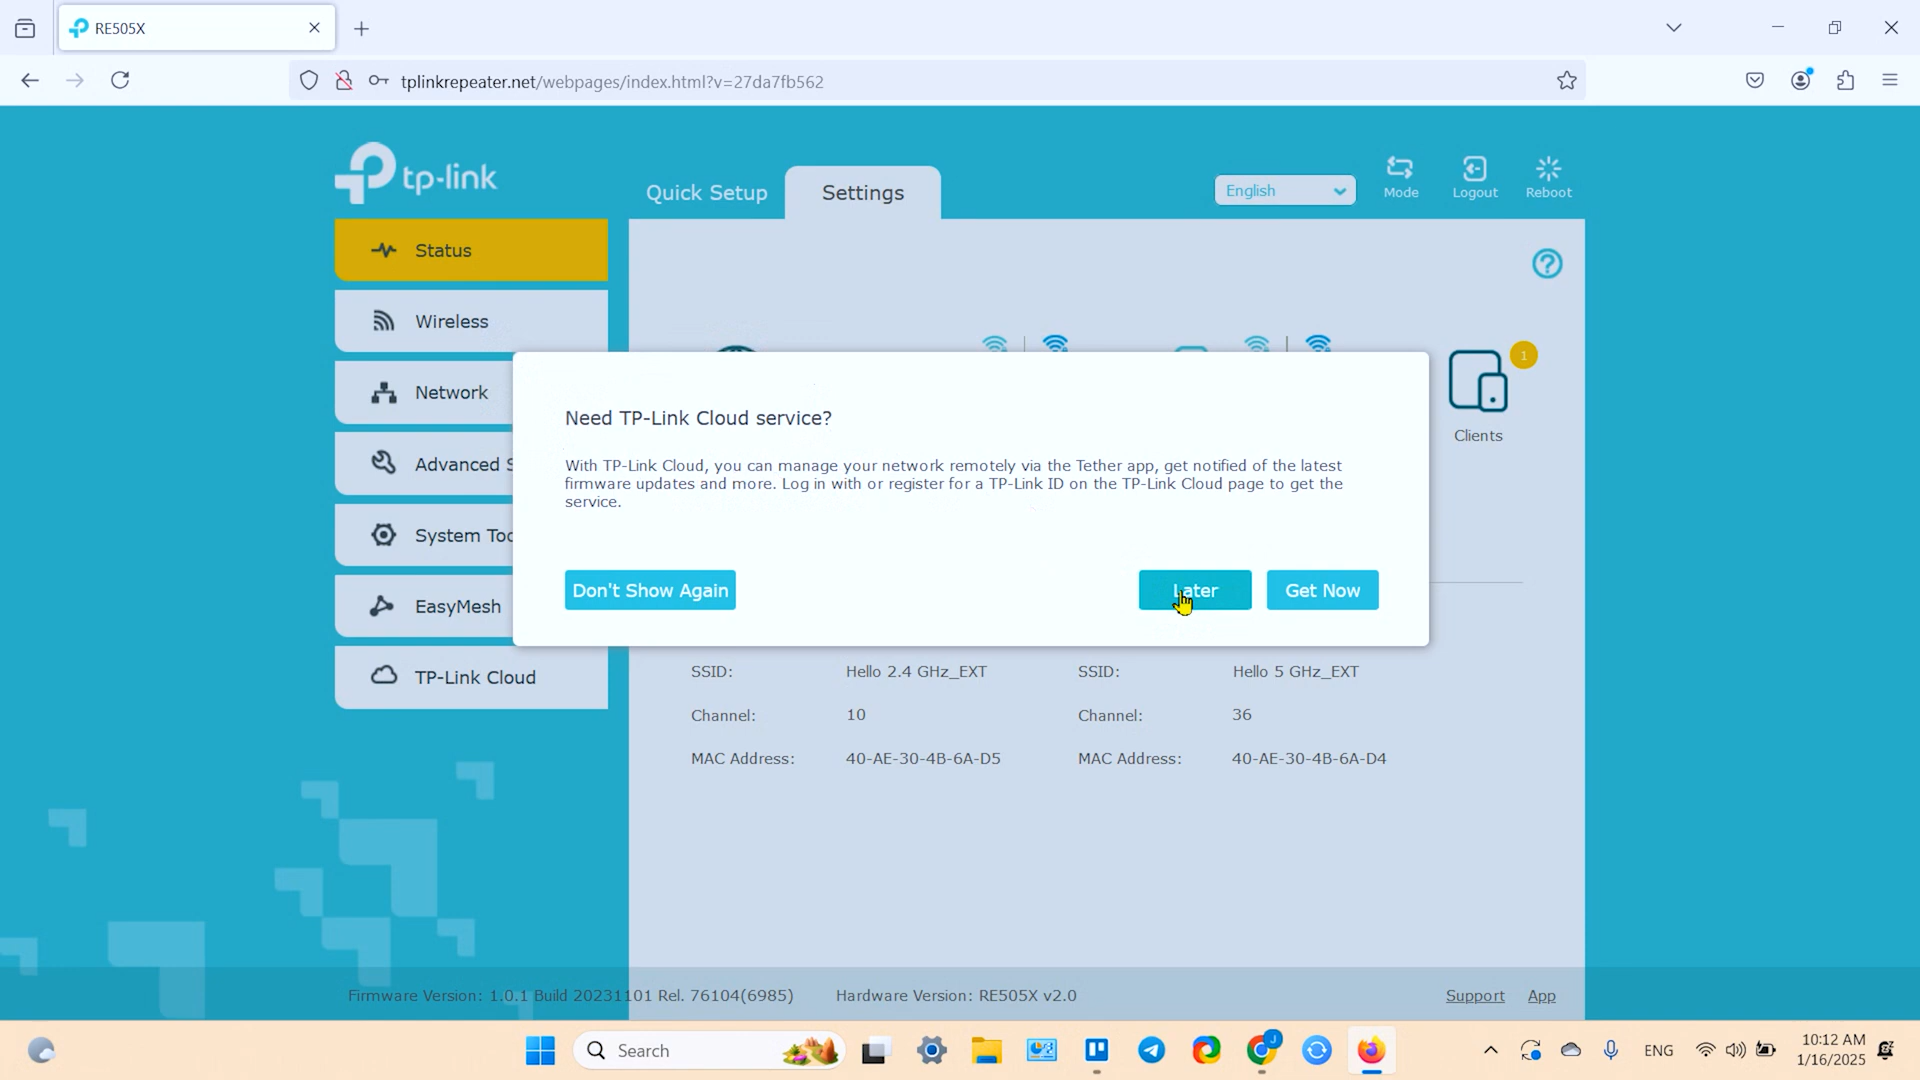 RE505X
tplinkrepeater.net/webpages/index.html?v=27da7fb562
tp-link
Quick Setup
Settings
English
Mode
Logout
Reboot
Status
Wireless
Network
Advanced S
System Too
EasyMesh
TP-Link Cloud
1
Clients
Need TP-Link Cloud service?
With TP-Link Cloud, you can manage your network remotely via the Tether app, get notified of the latest
firmware updates and more. Log in with or register for a TP-Link ID on the TP-Link Cloud page to get the
service.
Don't Show Again
Later
Get Now
SSID: Hello 2.4 GHz_EXT SSID: Hello 5 GHz_EXT
Channel: 10 Channel: 36
MAC Address: 40-AE-30-4B-6A-D5 MAC Address: 40-AE-30-4B-6A-D4
Firmware Version: 1.0.1 Build 20231101 Rel. 76104(6985) Hardware Version: RE505X v2.0 Support App
Search
J
ENG
10:12 AM
1/16/2025